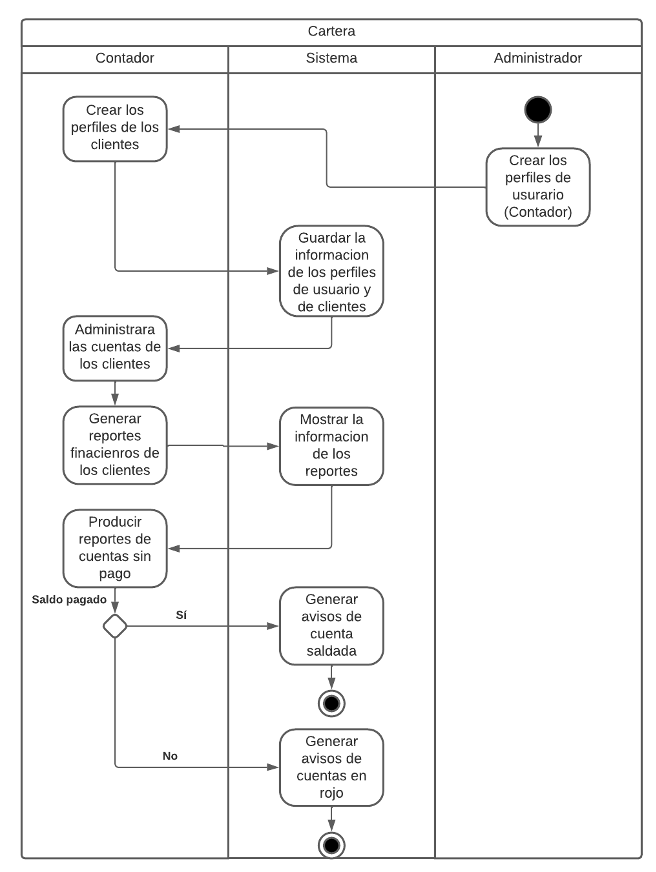 Cartera
Contador
Sistema
Administrador
Crear los
perfiles de los
clientes
Crear los
perfiles de
usurario
(Contador)
Guardar la
informacion
de los perfiles
de usuario y
de clientes
Administrara
las cuentas de
los clientes
Generar
reportes
finacienros de
los clientes
Mostrar la
informacion
de los
reportes
Producir
reportes de
cuentas sin
pago
Saldo pagado
Sí
Generar
avisos de
cuenta
saldada
No
Generar
avisos de
cuentas en
rojo